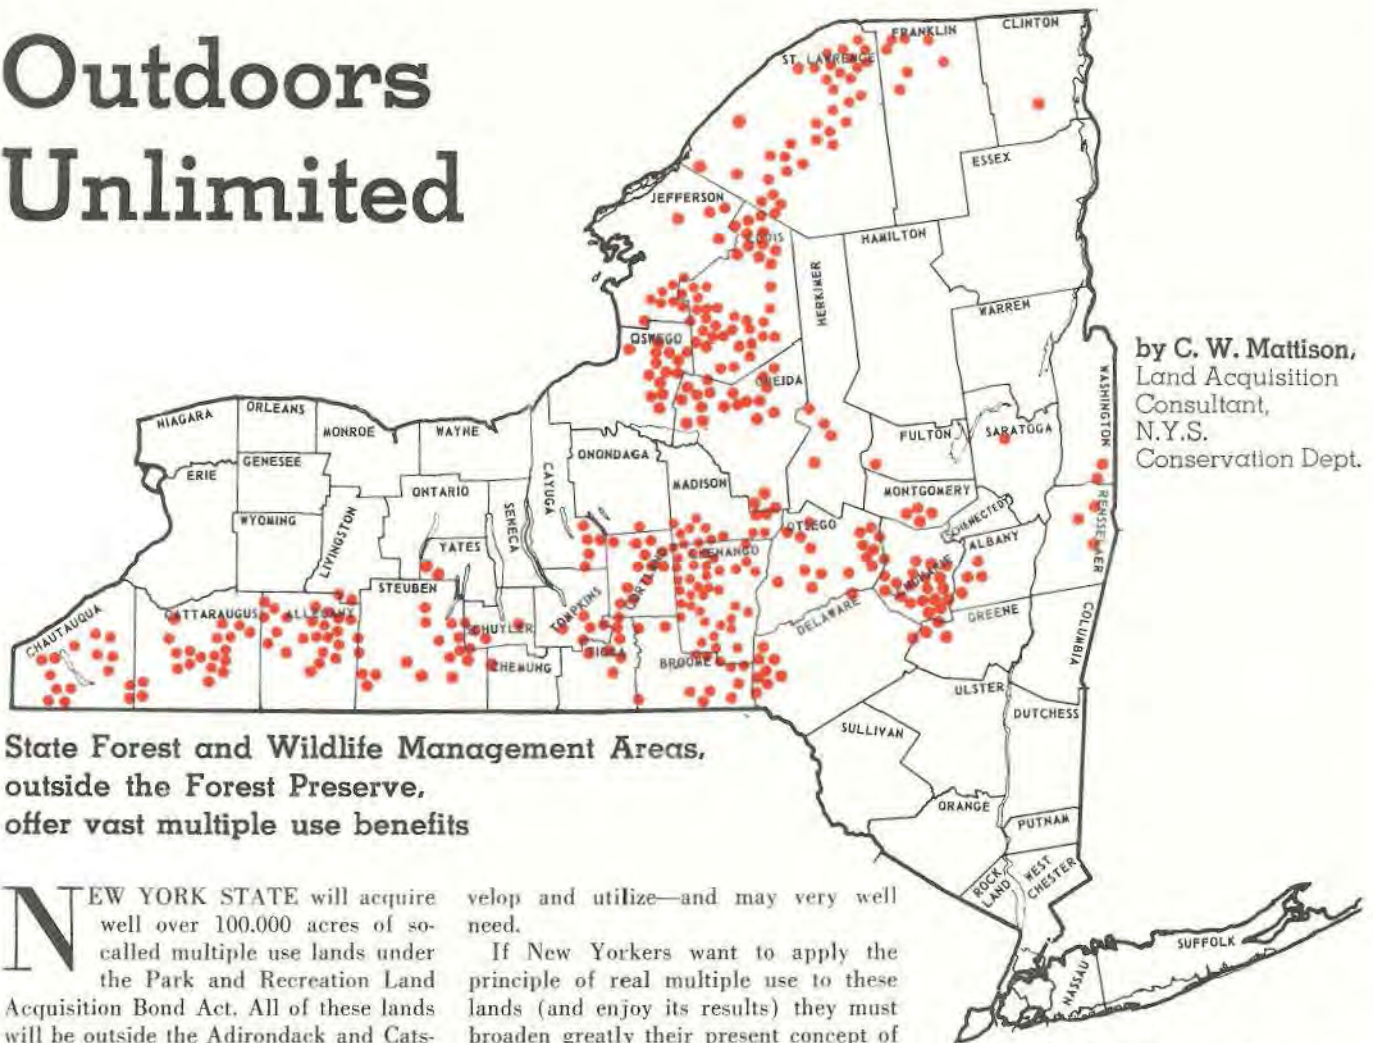 Outdoors
Unlimited
by C. W. Mattison,
Land Acquisition
Consultant,
N.Y.S.
Conservation Dept.
CLINTON
FRANKLIN
ST. LAWRENCE
ESSEX
JEFFERSON
LEWIS
HAMILTON
HERKIMER
WARREN
OSWEGO
ONEIDA
WASHINGTON
NIAGARA
ORLEANS
MONROE
WAYNE
FULTON
SARATOGA
ERIE
GENESEE
ONTARIO
CAYUGA
ONONDAGA
MADISON
MONTGOMERY
SCHENECTADY
RENSSELAER
WYOMING
LIVINGSTON
YATES
SENECA
OTSEGO
ALBANY
CHENANGO
CORTLAND
SCHOHARIE
CHAUTAUQUA
CATTARAUGUS
ALLEGANY
STEUBEN
SCHUYLER
TOMPKINS
DELAWARE
GREENE
COLUMBIA
CHEMUNG
TIOGA
BROOME
ULSTER
DUTCHESS
SULLIVAN
ORANGE
PUTNAM
ROCK
LAND
WEST
CHESTER
SUFFOLK
NASSAU
State Forest and Wildlife Management Areas,
outside the Forest Preserve,
offer vast multiple use benefits
NEW YORK STATE will acquire
well over 100.000 acres of so-
called multiple use lands under
the Park and Recreation Land
Acquisition Bond Act. All of these lands
will be outside the Adirondack and Cats-
velop and utilize—and may very well
need.
If New Yorkers want to apply the
principle of real multiple use to these
lands (and enjoy its results) they must
broaden greatly their present concept of